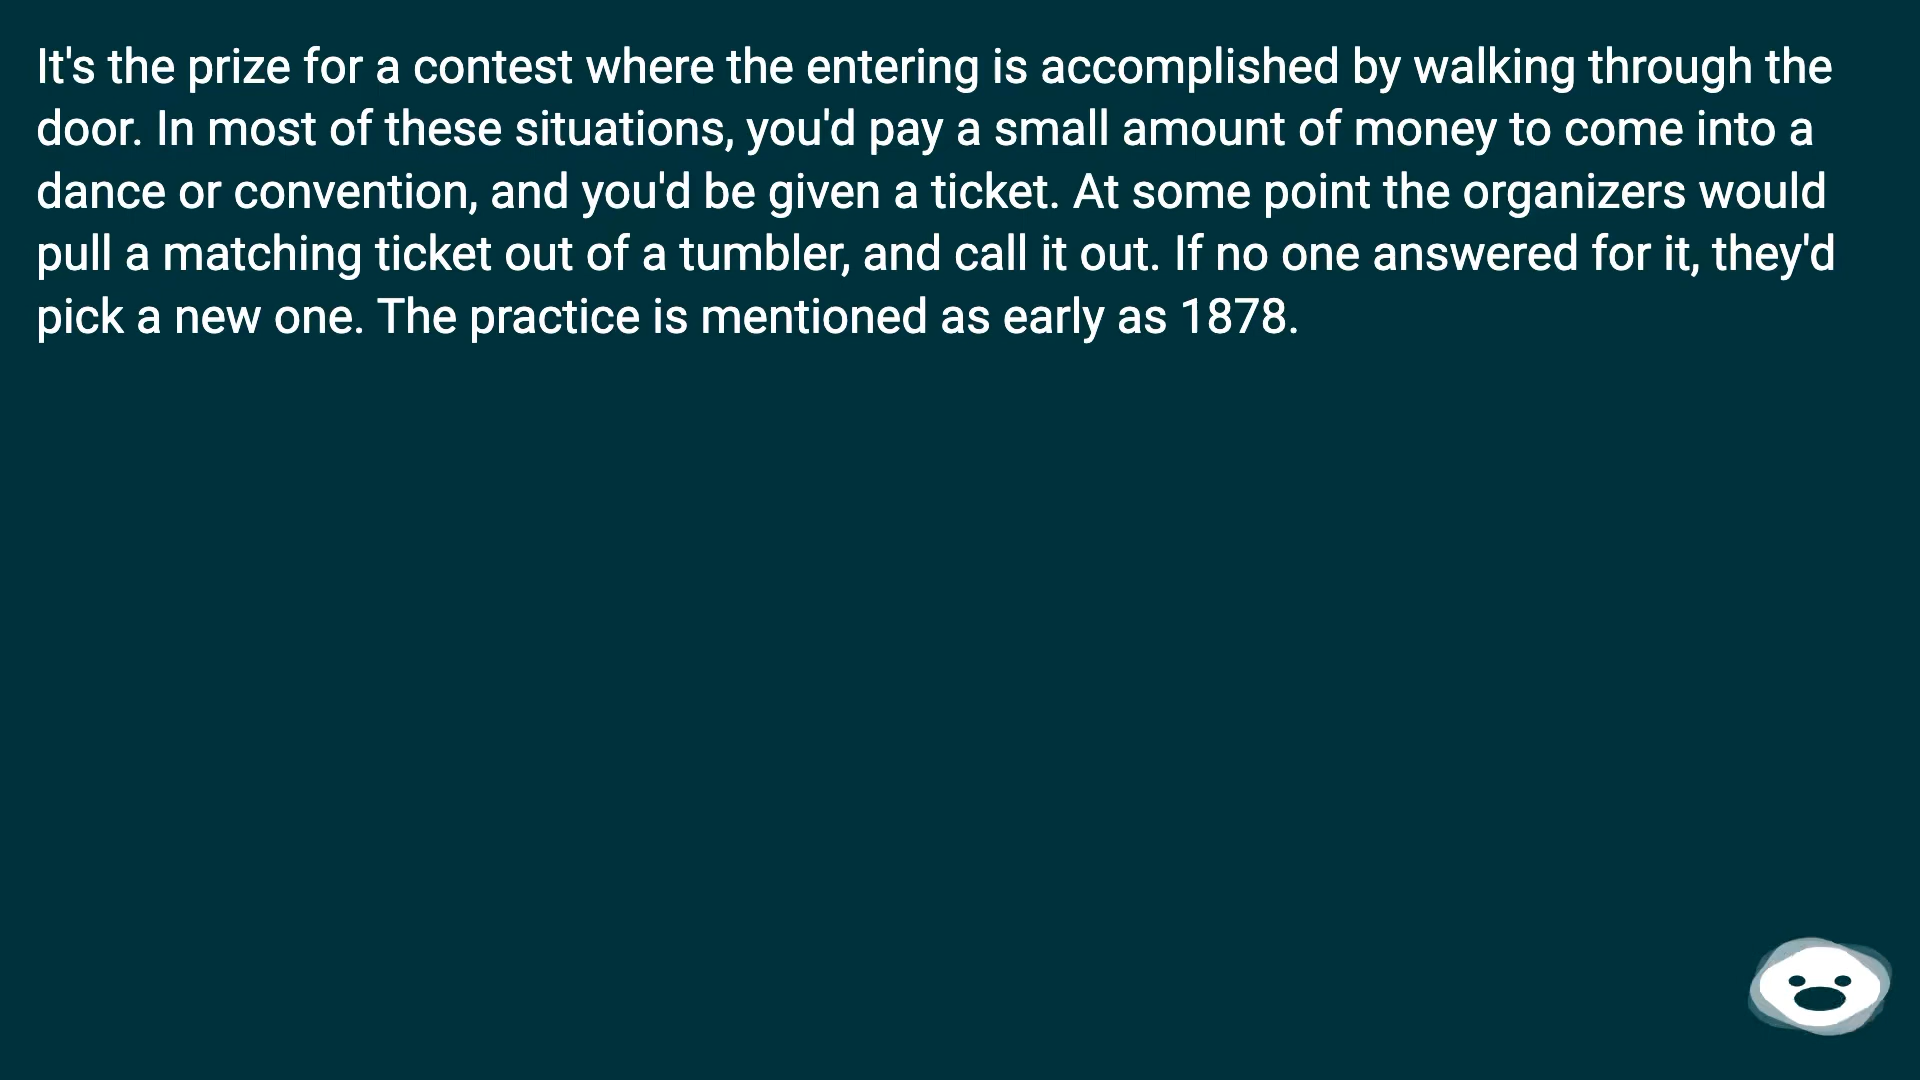 It's the prize for a contest where the entering is accomplished by walking through the
door. In most of these situations, you'd pay a small amount of money to come into a
dance or convention, and you'd be given a ticket. At some point the organizers would
pull a matching ticket out of a tumbler, and call it out. If no one answered for it, they'd
pick a new one. The practice is mentioned as early as 1878.